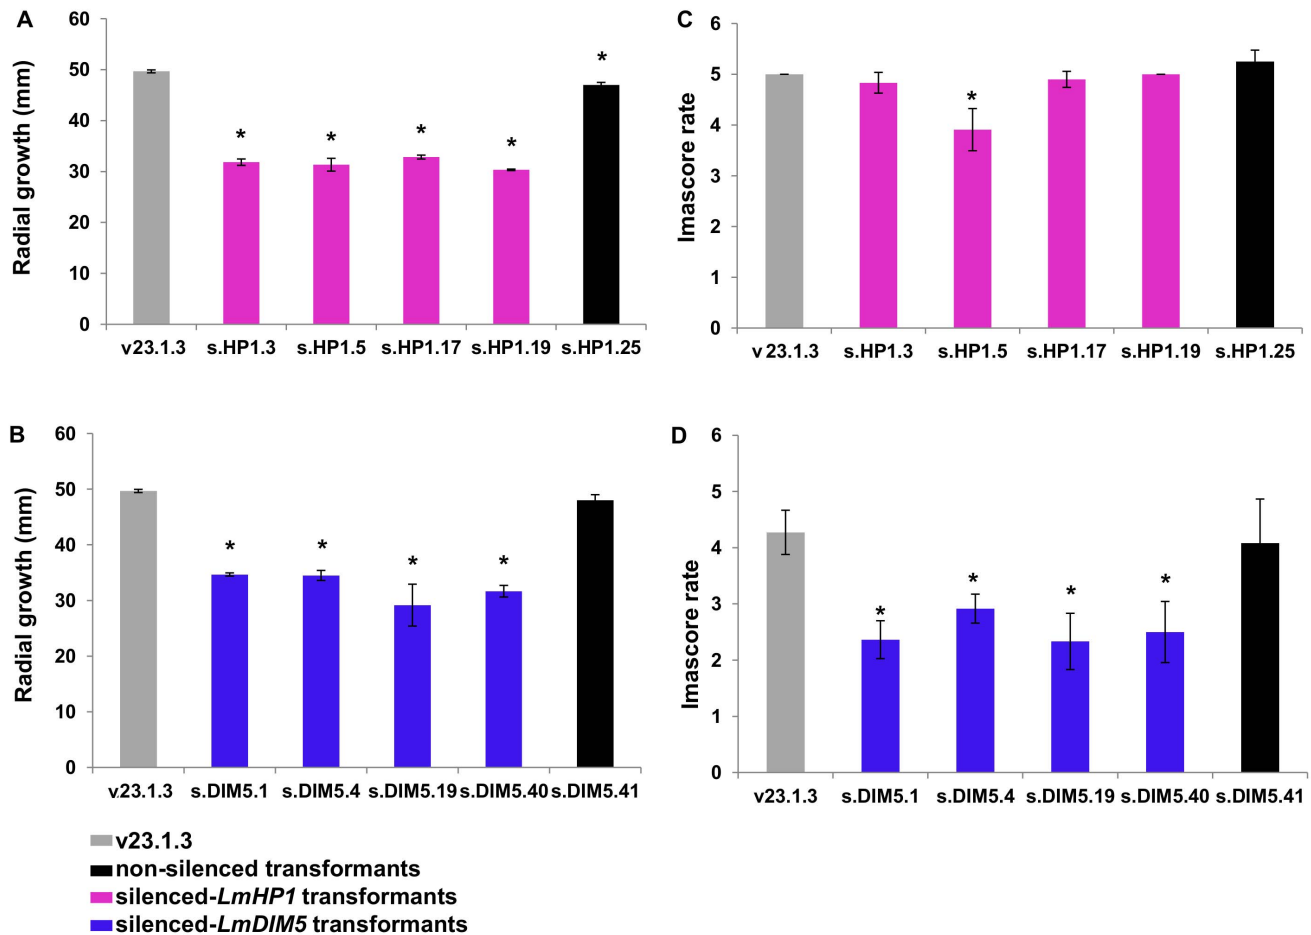 A
Radial growth (mm)
60
50
40
30
20
10
0
* * * * *
v23.1.3 s.HP1.3 s.HP1.5 s.HP1.17 s.HP1.19 s.HP1.25
C
Imascore rate
6
5
4
3
2
1
0
*
v 23.1.3 s.HP1.3 s.HP1.5 s.HP1.17 s.HP1.19 s.HP1.25
B
Radial growth (mm)
60
50
40
30
20
10
0
* * * *
v23.1.3 s.DIM5.1 s.DIM5.4 s.DIM5.19 s.DIM5.40 s.DIM5.41
D
Imascore rate
6
5
4
3
2
1
0
* * * *
v23.1.3 s.DIM5.1 s.DIM5.4 s.DIM5.19 s.DIM5.40 s.DIM5.41
v23.1.3
non-silenced transformants
silenced-LmHP1 transformants
silenced-LmDIM5 transformants